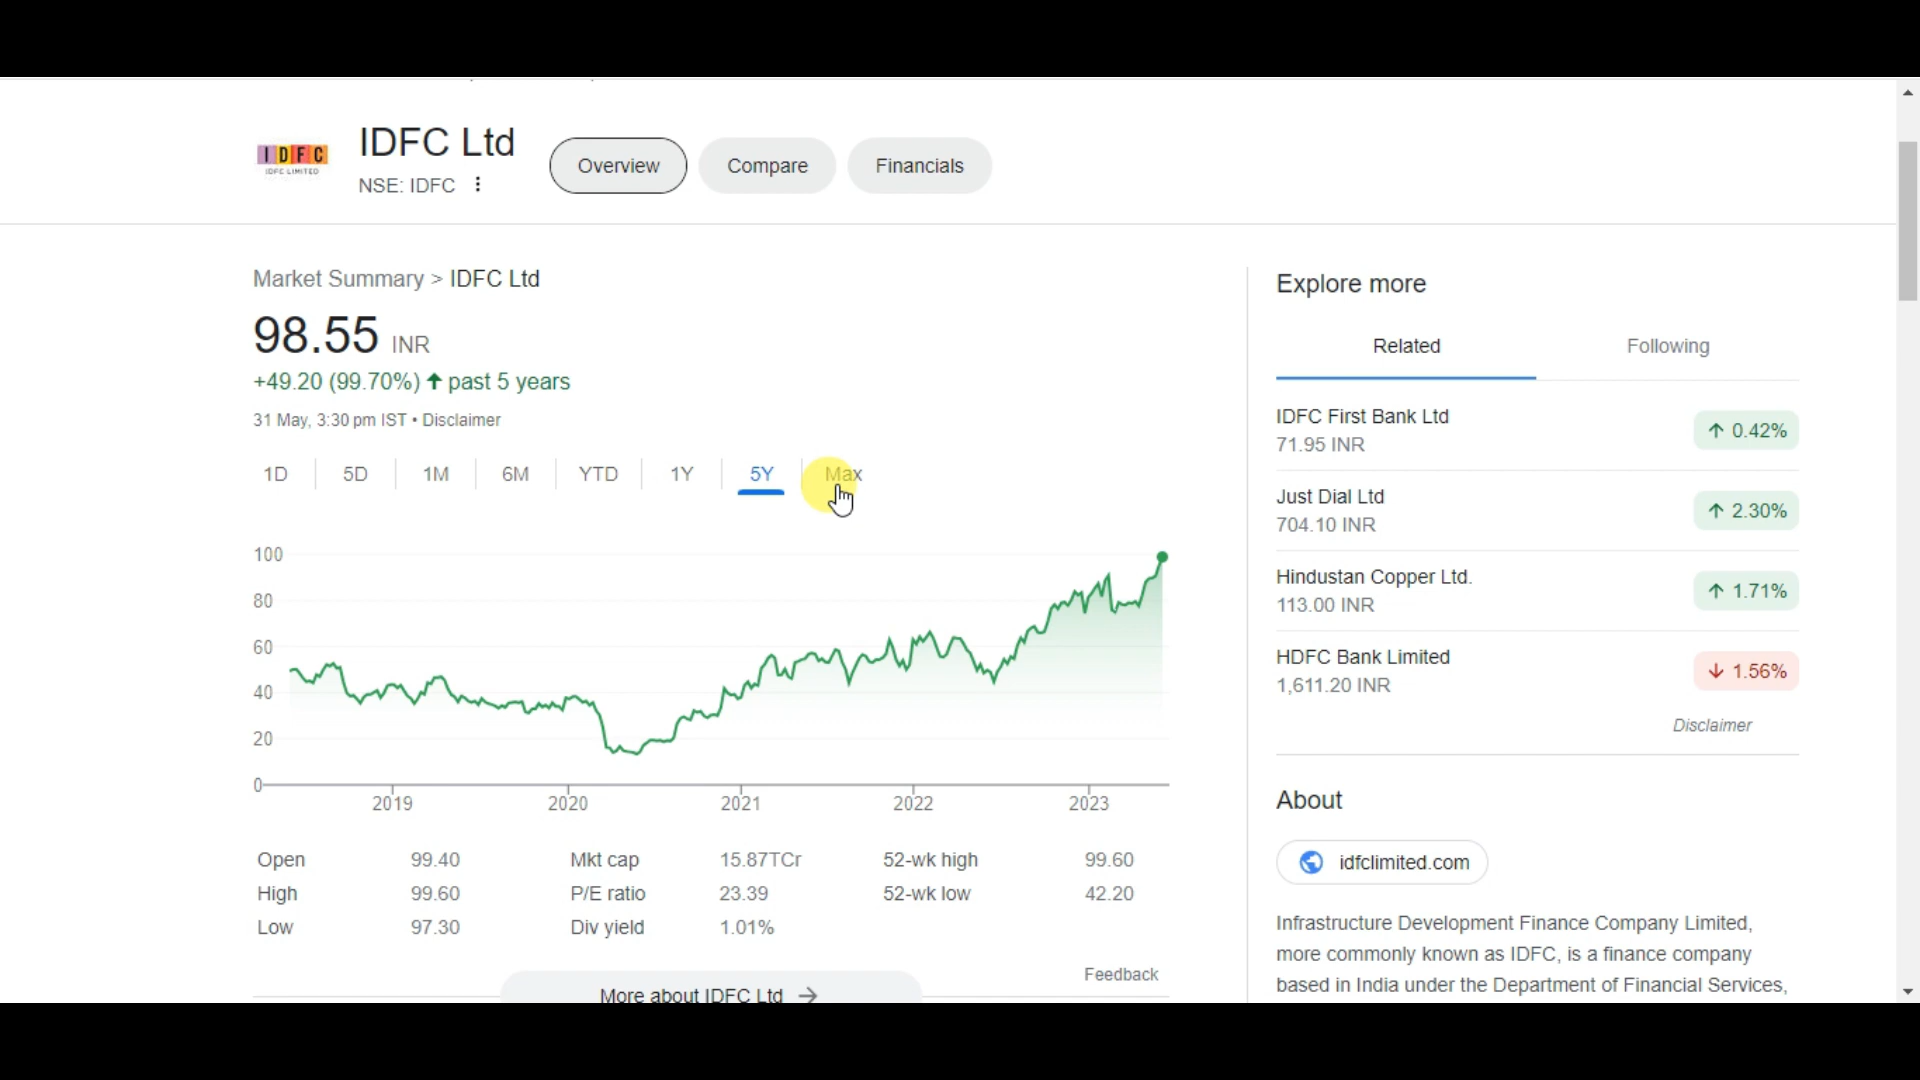 IDFC
IDFC LIMITED
IDFC Ltd
NSE: IDFC
Overview
Compare
Financials
Market Summary > IDFC Ltd
98.55 INR
+49.20 (99.70%) ↑ past 5 years
31 May, 3:30 pm IST • Disclaimer
1D 5D 1M 6M YTD 1Y 5Y Max
100
80
60
40
20
0
2019 2020 2021 2022 2023
Open 99.40 Mkt cap 15.87TCr 52-wk high 99.60
High 99.60 P/E ratio 23.39 52-wk low 42.20
Low 97.30 Div yield 1.01%
Feedback
More about IDFC Ltd →
Explore more
Related Following
IDFC First Bank Ltd
71.95 INR
↑ 0.42%
Just Dial Ltd
704.10 INR
↑ 2.30%
Hindustan Copper Ltd.
113.00 INR
↑ 1.71%
HDFC Bank Limited
1,611.20 INR
↓ 1.56%
Disclaimer
About
idfclimited.com
Infrastructure Development Finance Company Limited,
more commonly known as IDFC, is a finance company
based in India under the Department of Financial Services,